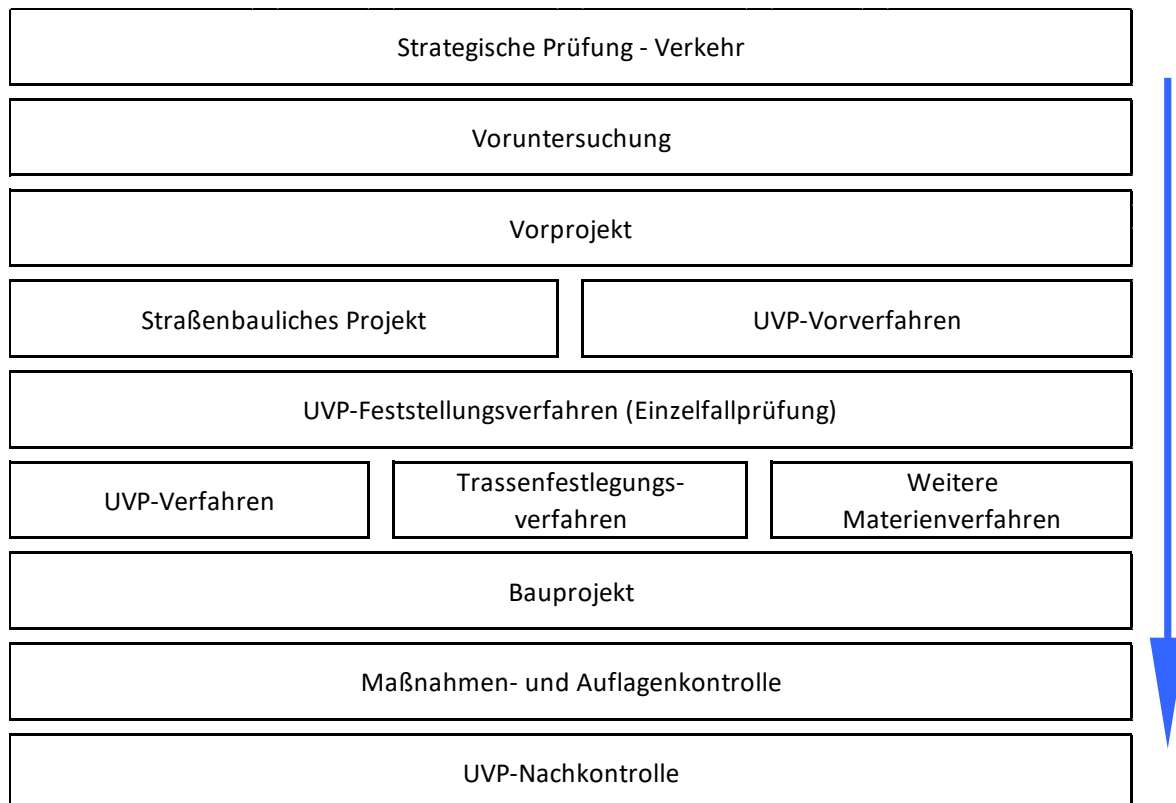 Strategische Prüfung - Verkehr
Voruntersuchung
Vorprojekt
Straßenbauliches Projekt
UVP-Vorverfahren
UVP-Feststellungsverfahren (Einzelfallprüfung)
UVP-Verfahren
Trassenfestlegungs-
verfahren
Weitere
Materienverfahren
Bauprojekt
Maßnahmen- und Auflagenkontrolle
UVP-Nachkontrolle